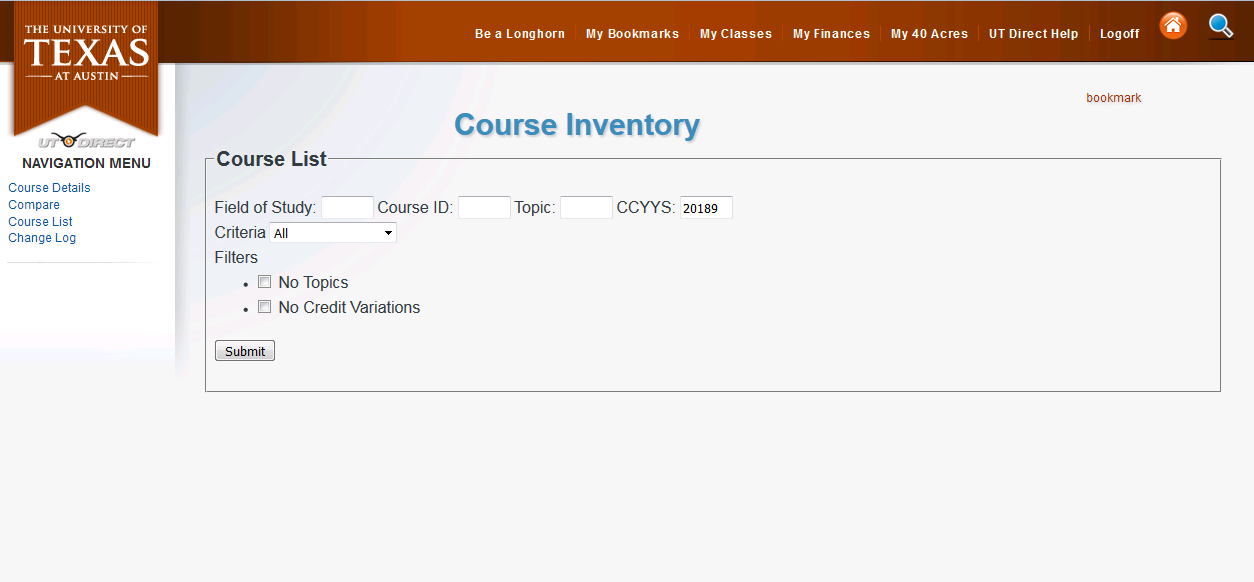 THE UNIVERSITY OF
TEXAS
AT AUSTIN
Be a Longhorn My Bookmarks My Classes My Finances My 40 Acres UT Direct Help Logoff
bookmark
UT DIRECT
NAVIGATION MENU
Course Details
Compare
Course List
Change Log
Course Inventory
Course List
Field of Study: Course ID: Topic: CCYYS: 20189
Criteria All
Filters
No Topics
No Credit Variations
Submit